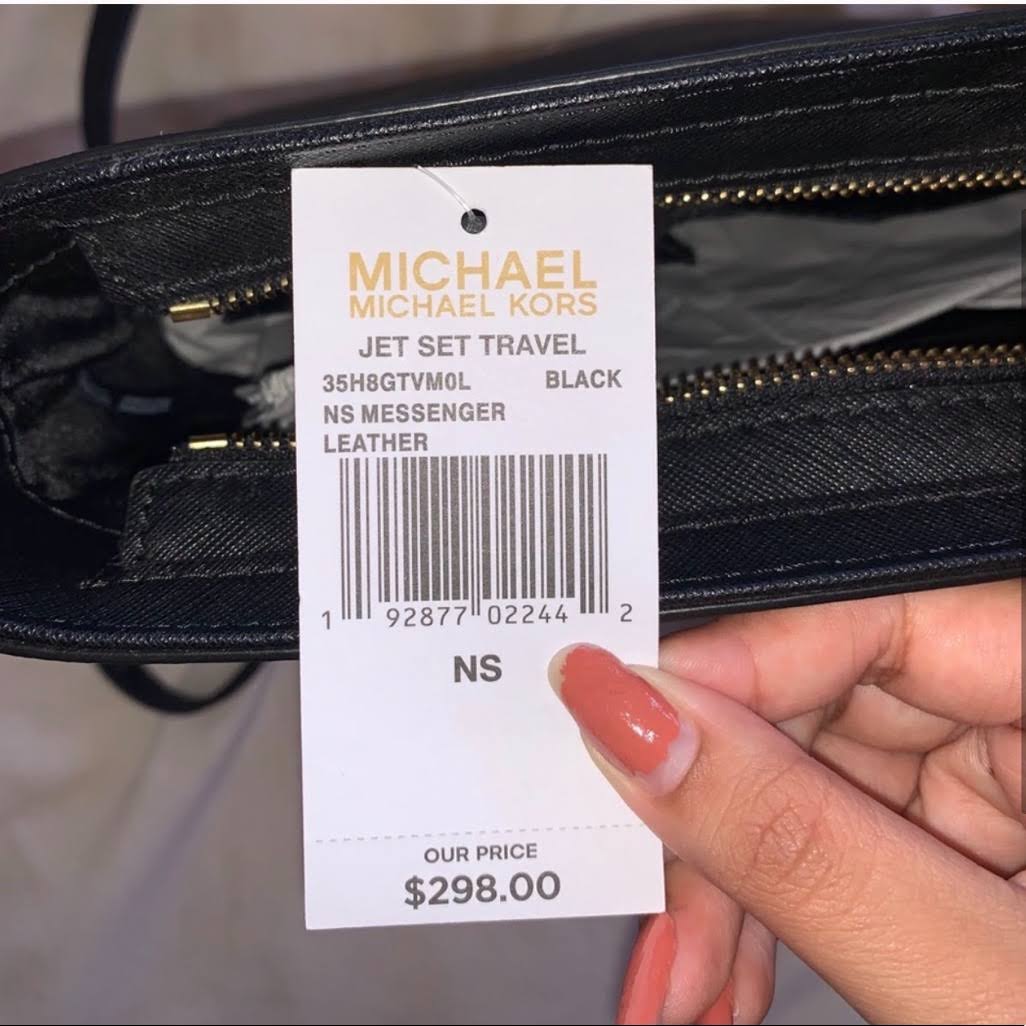 MICHAEL
MICHAEL KORS
JET SET TRAVEL
35H8GTVM0L BLACK
NS MESSENGER
LEATHER
1 92877 02244 2
NS
OUR PRICE
$298.00